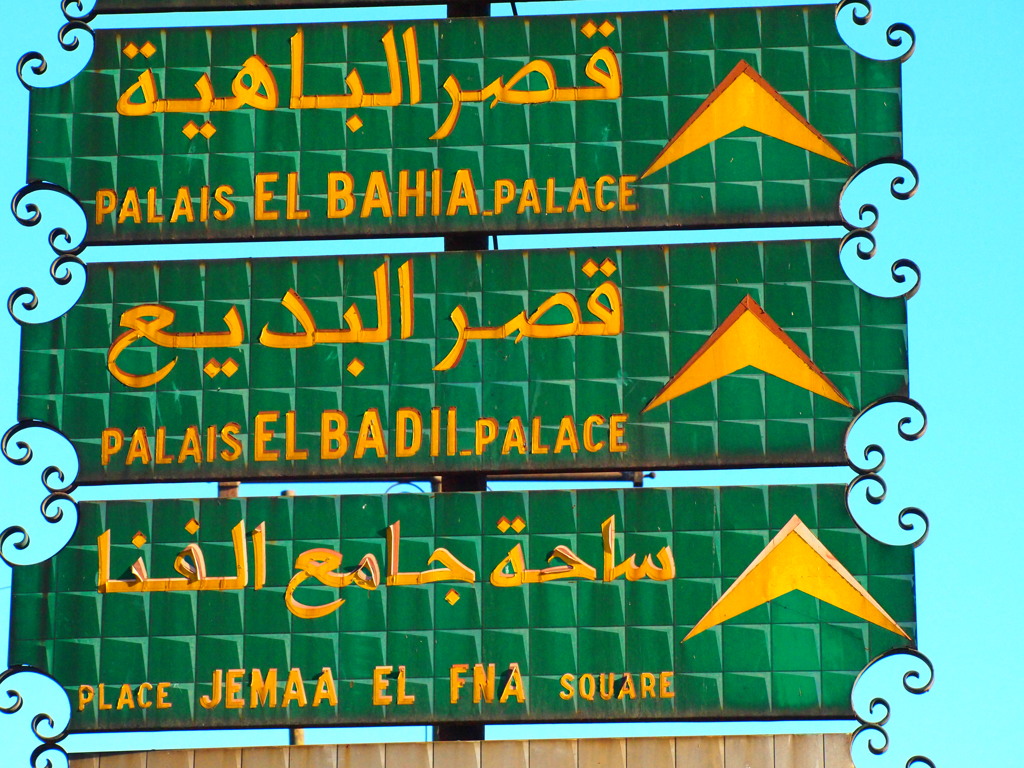 قصر الباهية
PALAIS EL BAHIA_PALACE
قصر البديع
PALAIS EL BADII_PALACE
ساحة جامع الفنا
PLACE JEMAA EL FNA SQUARE